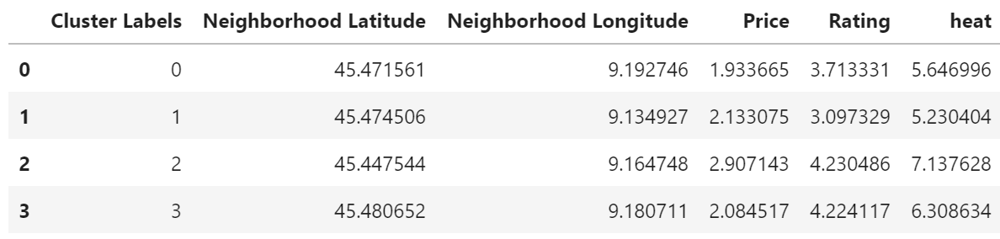 Cluster Labels Neighborhood Latitude Neighborhood Longitude Price Rating heat
0 0 45.471561 9.192746 1.933665 3.713331 5.646996
1 1 45.474506 9.134927 2.133075 3.097329 5.230404
2 2 45.447544 9.164748 2.907143 4.230486 7.137628
3 3 45.480652 9.180711 2.084517 4.224117 6.308634